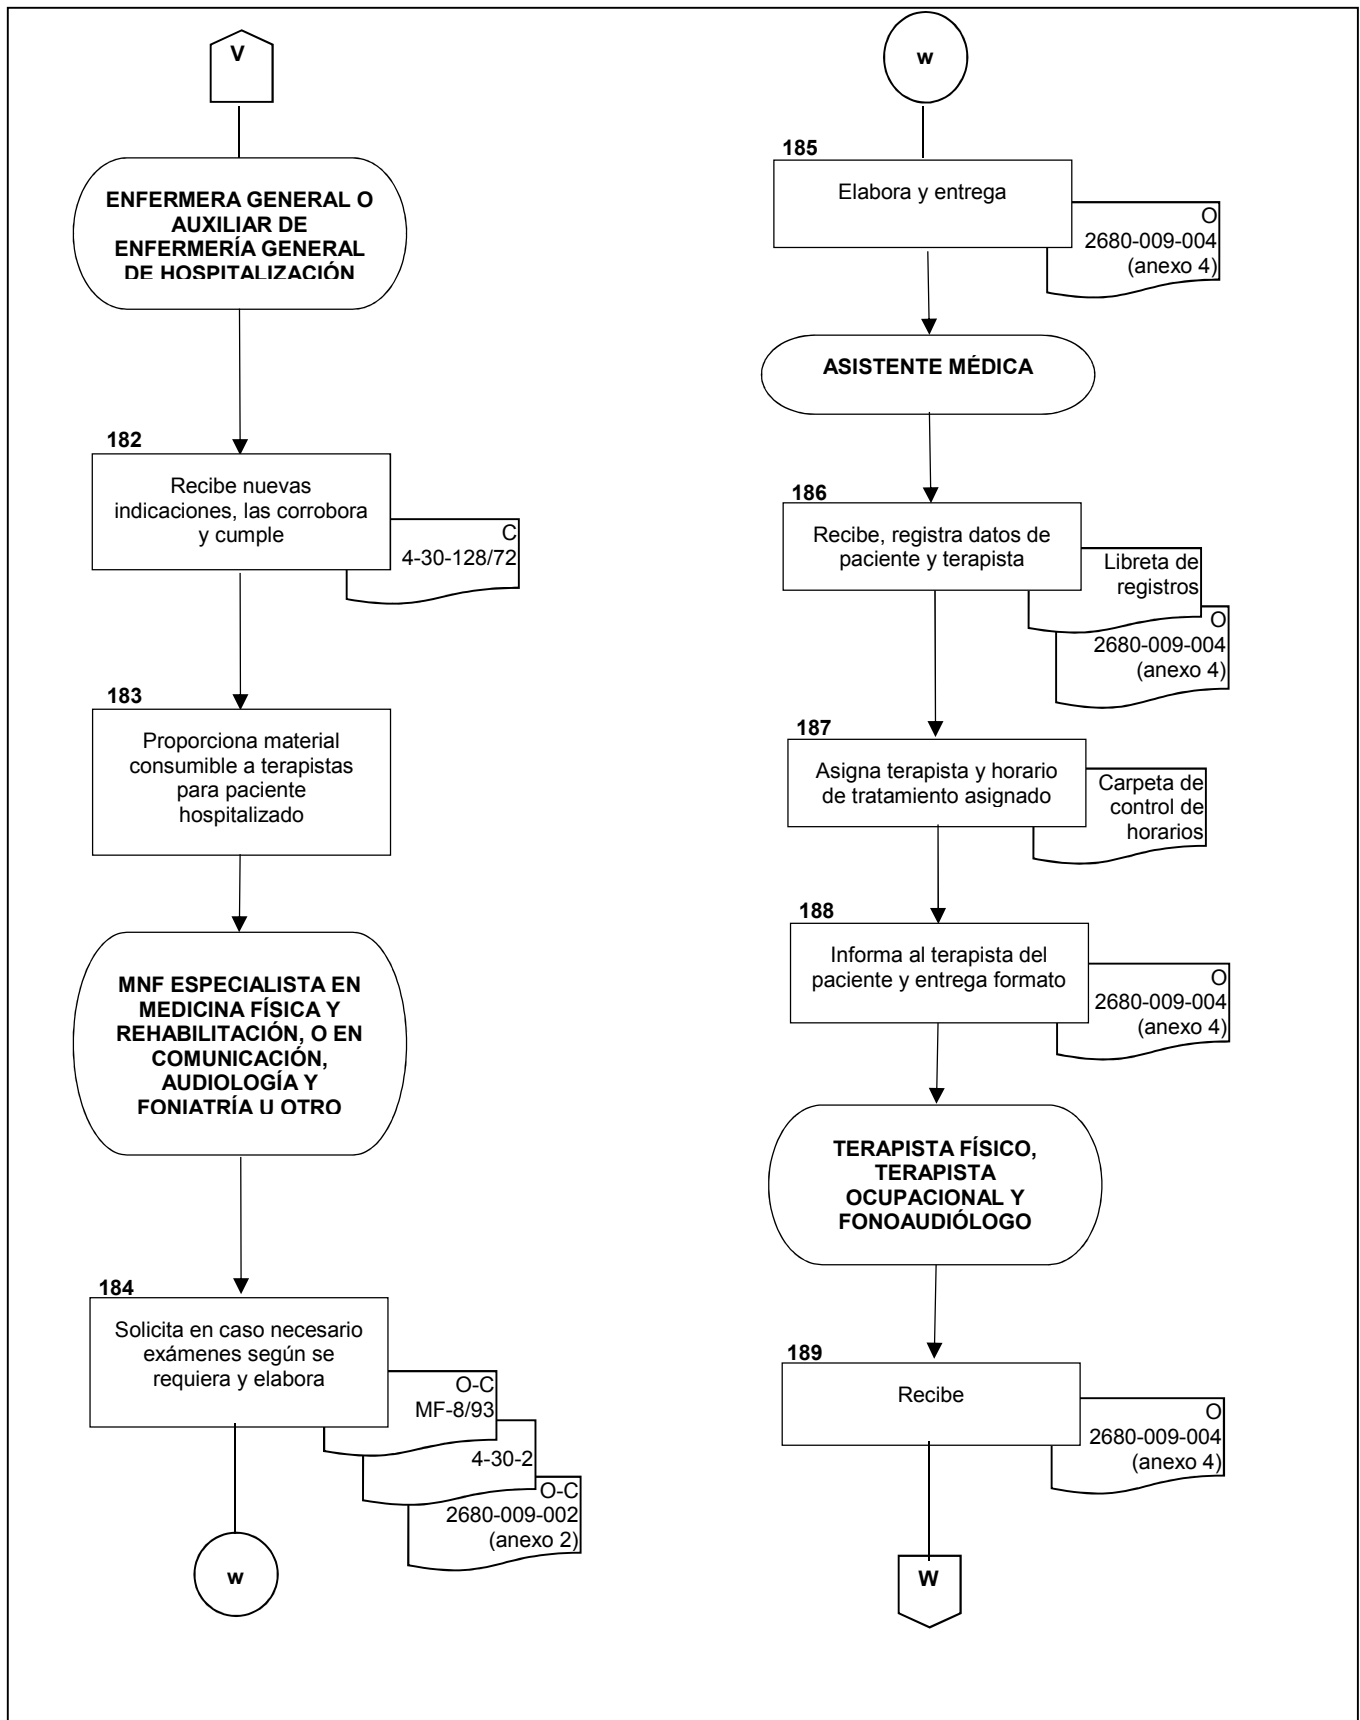 V
ENFERMERA GENERAL O
AUXILIAR DE
ENFERMERÍA GENERAL
DE HOSPITALIZACIÓN
182
Recibe nuevas
indicaciones, las corrobora
y cumple
C
4-30-128/72
183
Proporciona material
consumible a terapistas
para paciente
hospitalizado
MNF ESPECIALISTA EN
MEDICINA FÍSICA Y
REHABILITACIÓN, O EN
COMUNICACIÓN,
AUDIOLOGÍA Y
FONIATRÍA U OTRO
184
Solicita en caso necesario
exámenes según se
requiera y elabora
O-C
MF-8/93
4-30-2
O-C
2680-009-002
(anexo 2)
w
w
185
Elabora y entrega
O
2680-009-004
(anexo 4)
ASISTENTE MÉDICA
186
Recibe, registra datos de
paciente y terapista
Libreta de
registros
O
2680-009-004
(anexo 4)
187
Asigna terapista y horario
de tratamiento asignado
Carpeta de
control de
horarios
188
Informa al terapista del
paciente y entrega formato
O
2680-009-004
(anexo 4)
TERAPISTA FÍSICO,
TERAPISTA
OCUPACIONAL Y
FONOAUDIÓLOGO
189
Recibe
O
2680-009-004
(anexo 4)
W